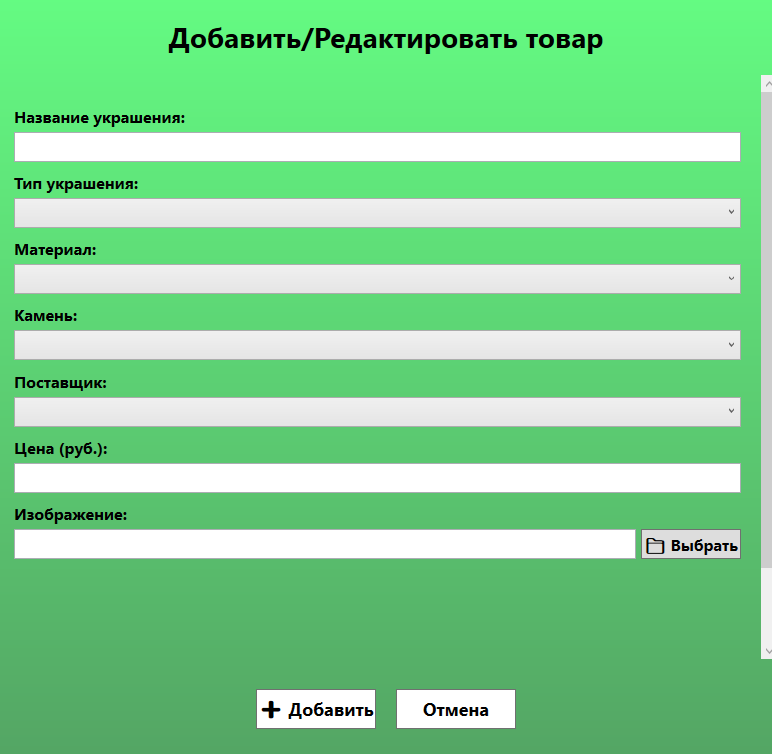 Добавить/Редактировать товар
Название украшения:
Тип украшения:
Материал:
Камень:
Поставщик:
Цена (руб.):
Изображение:
Выбрать
Добавить
Отмена